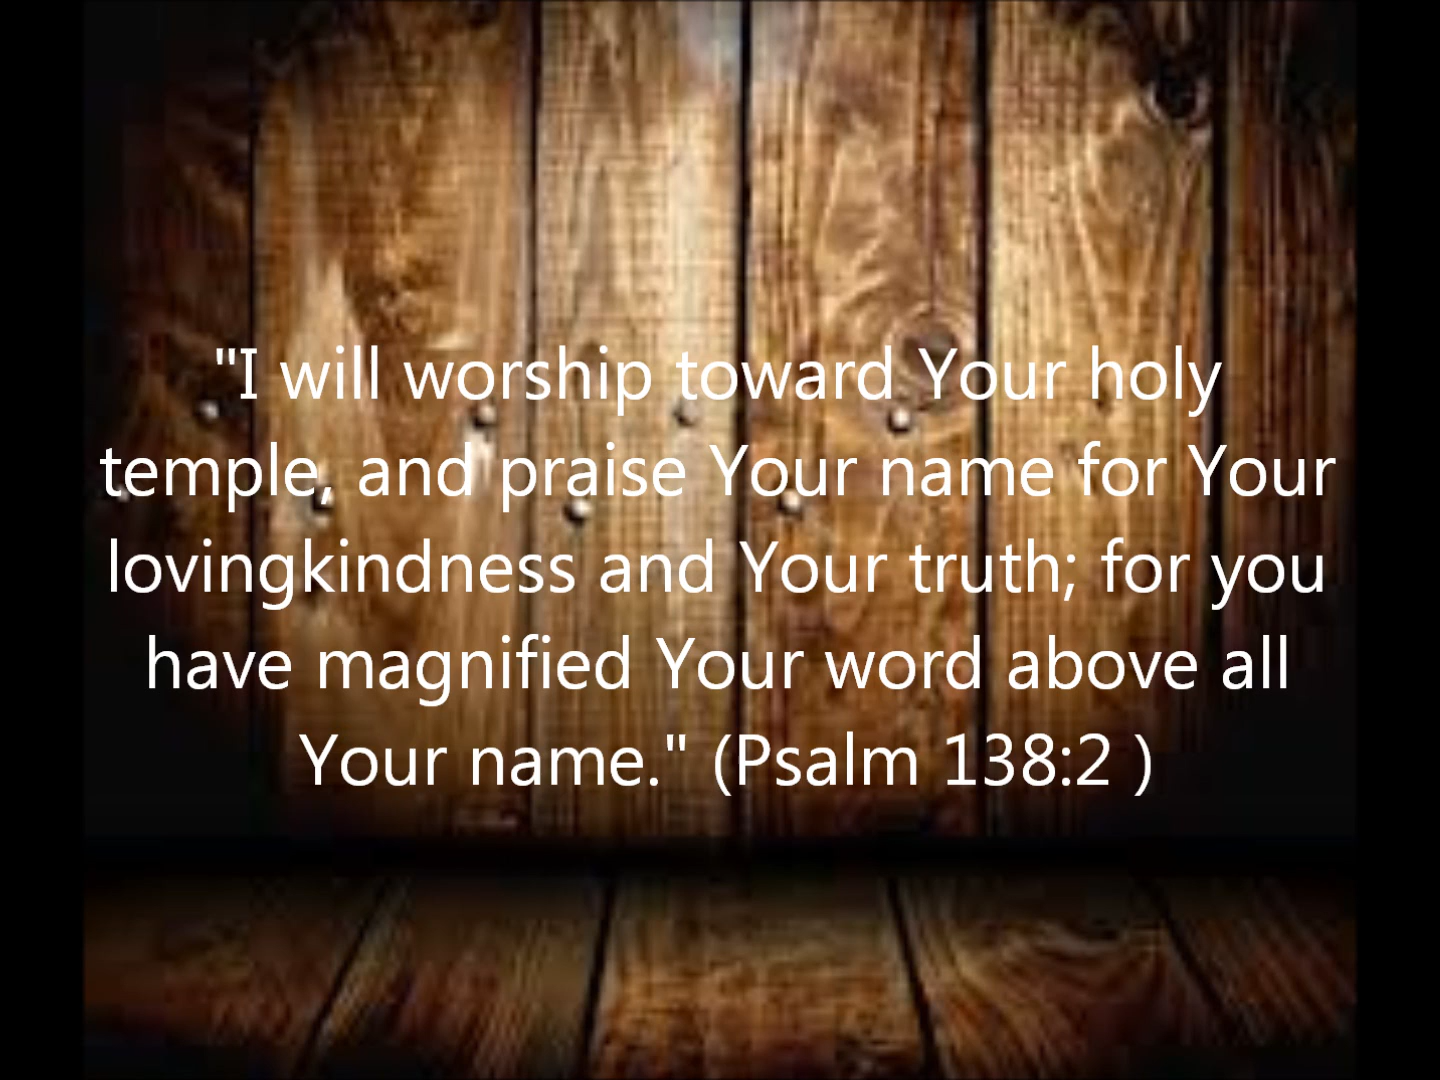 "I will worship toward Your holy
temple, and praise Your name for Your
lovingkindness and Your truth; for you
have magnified Your word above all
Your name." (Psalm 138:2 )